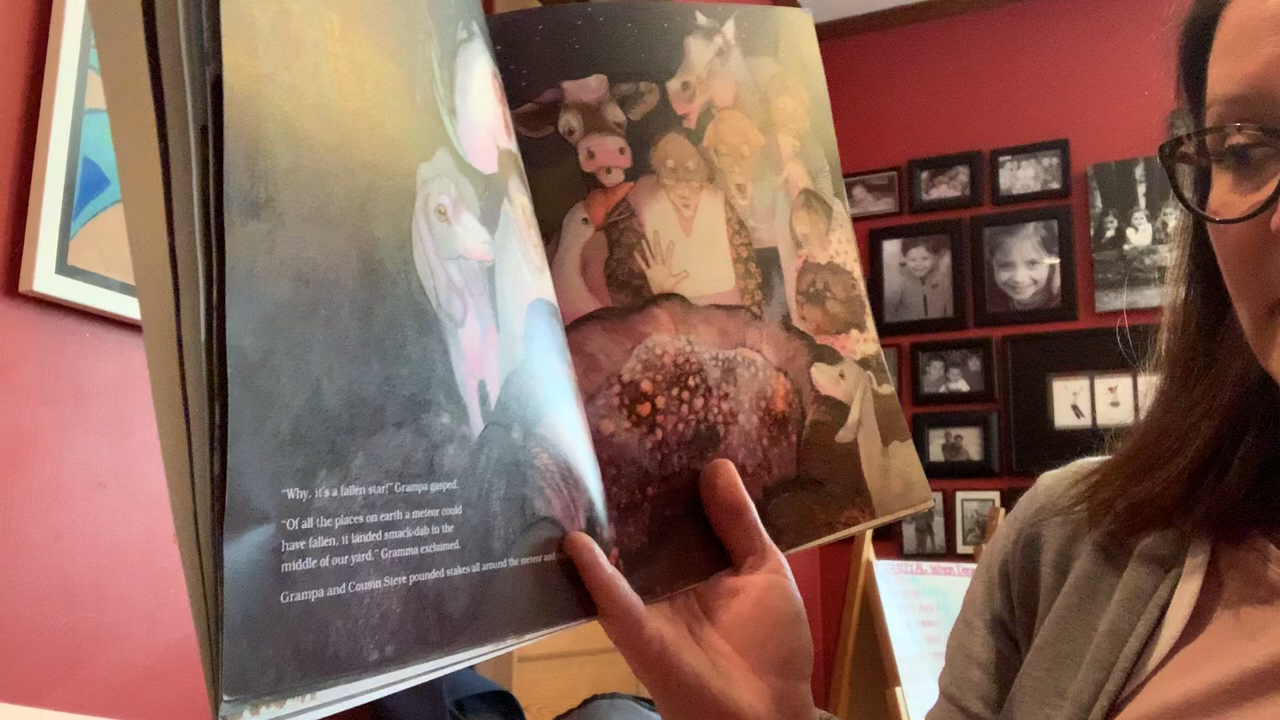 "Why, it's a fallen star!" Grampa gasped.
"Of all the places on earth a meteor could
have fallen, it landed smack-dab in the
middle of our yard," Gramma exclaimed.
Grampa and Cousin Steve pounded stakes all around the meteor and